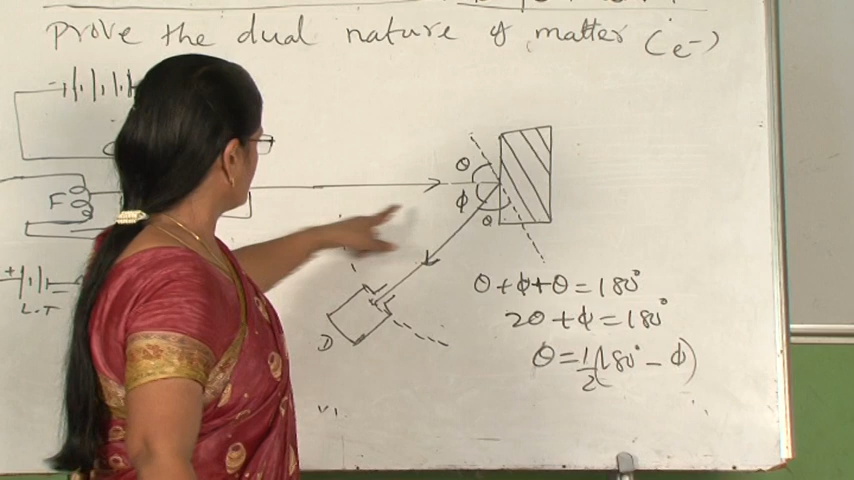 prove the dual nature of matter (e-)
θ
F
ϕ
θ
+
L.T
D
θ + ϕ + θ = 180°
2θ + ϕ = 180°
θ = 1/2 (180° - ϕ)